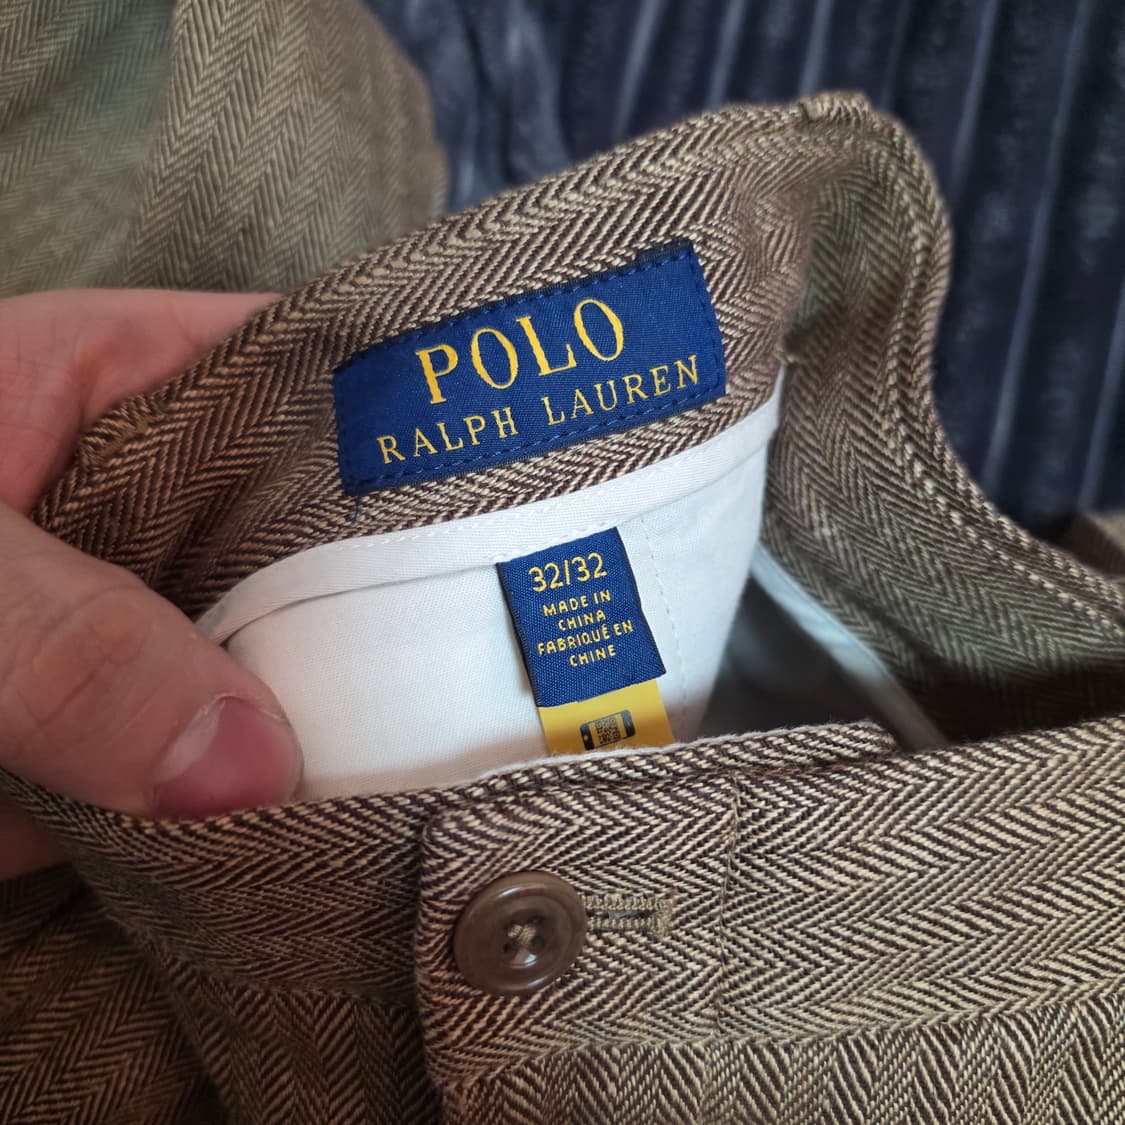 POLO
RALPH LAUREN
32/32
MADE IN
CHINA
FABRIQUÉ EN
CHINE